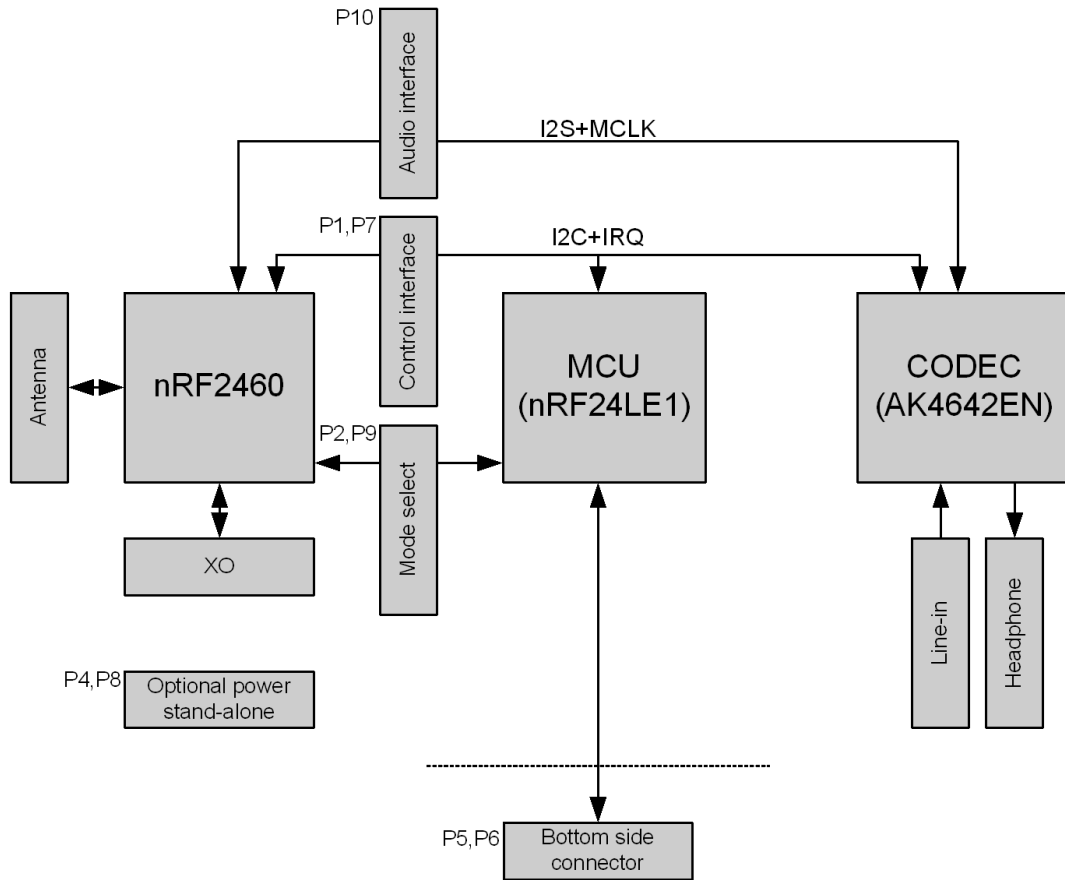 P10
Audio interface
I2S+MCLK
P1,P7
I2C+IRQ
Control interface
Antenna
nRF2460
MCU
(nRF24LE1)
CODEC
(AK4642EN)
P2,P9
Mode select
XO
Line-in
Headphone
P4,P8
Optional power
stand-alone
P5,P6
Bottom side
connector